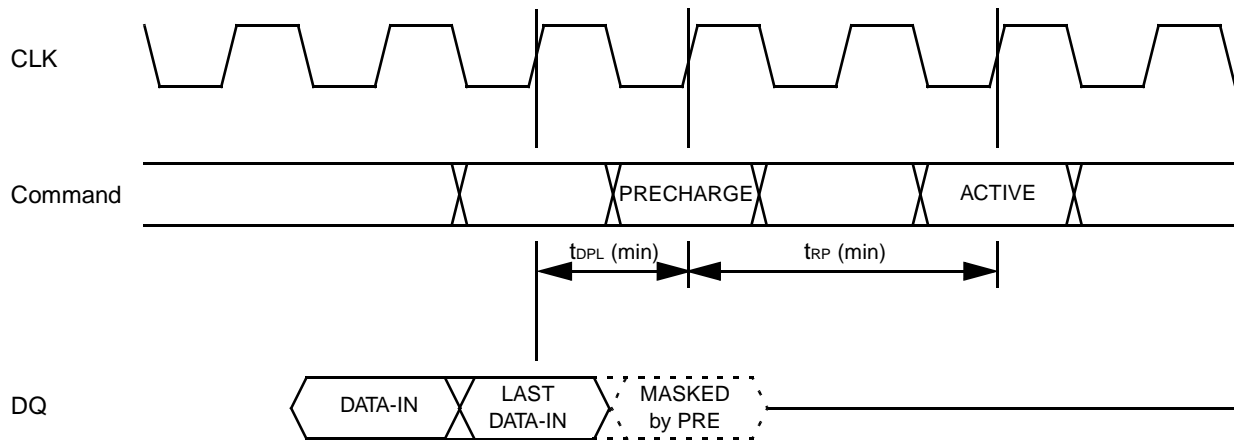 CLK
Command
PRECHARGE
ACTIVE
tDPL (min)
tRP (min)
DQ
DATA-IN
LAST
DATA-IN
MASKED
by PRE